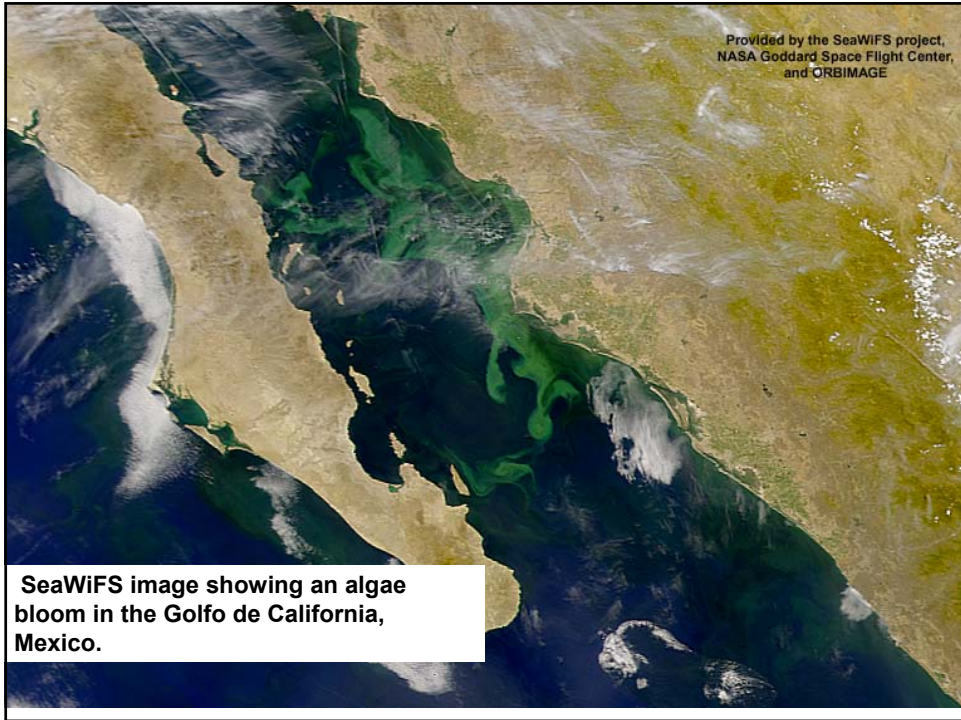 Provided by the SeaWiFS project,
NASA Goddard Space Flight Center,
and ORBIMAGE
SeaWiFS image showing an algae
bloom in the Golfo de California,
Mexico.